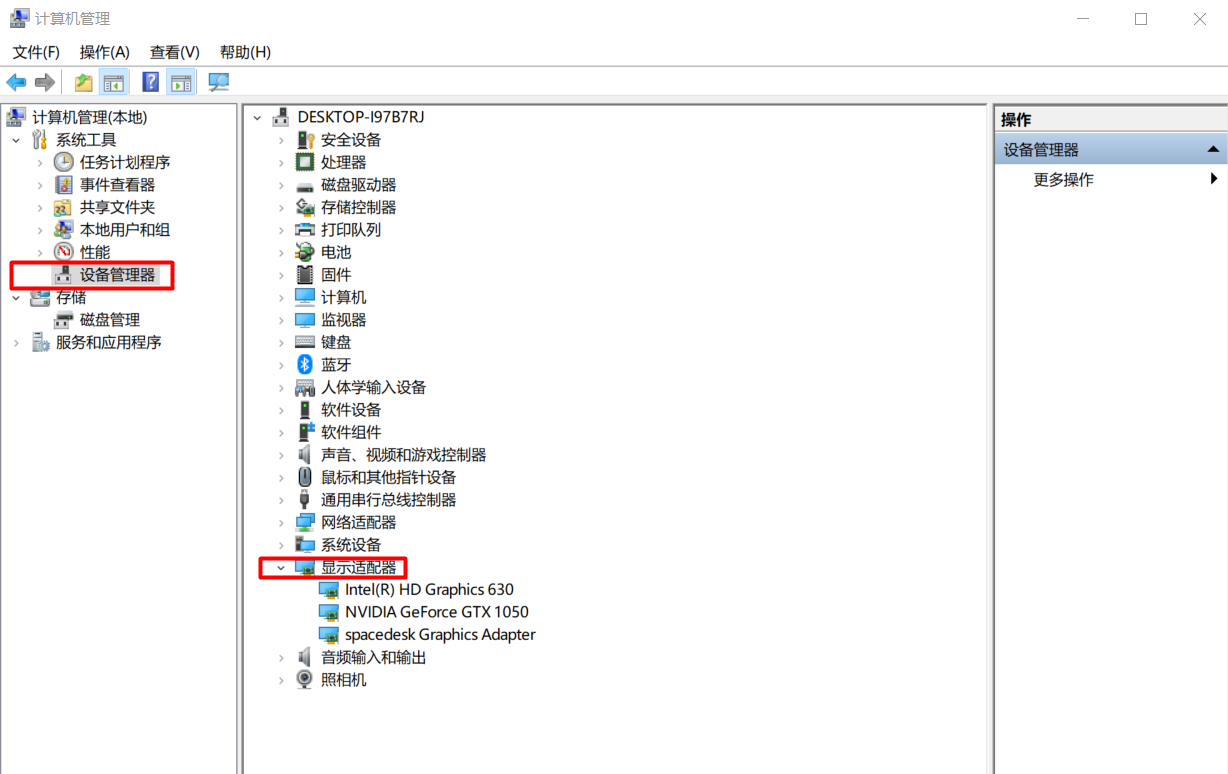 计算机管理
文件(F) 操作(A) 查看(V) 帮助(H)
计算机管理(本地)
系统工具
任务计划程序
事件查看器
共享文件夹
本地用户和组
性能
设备管理器
存储
磁盘管理
服务和应用程序
DESKTOP-I97B7RJ
安全设备
处理器
磁盘驱动器
存储控制器
打印队列
电池
固件
计算机
监视器
键盘
蓝牙
人体学输入设备
软件设备
软件组件
声音、视频和游戏控制器
鼠标和其他指针设备
通用串行总线控制器
网络适配器
系统设备
显示适配器
Intel(R) HD Graphics 630
NVIDIA GeForce GTX 1050
spacedesk Graphics Adapter
音频输入和输出
照相机
操作
设备管理器
更多操作